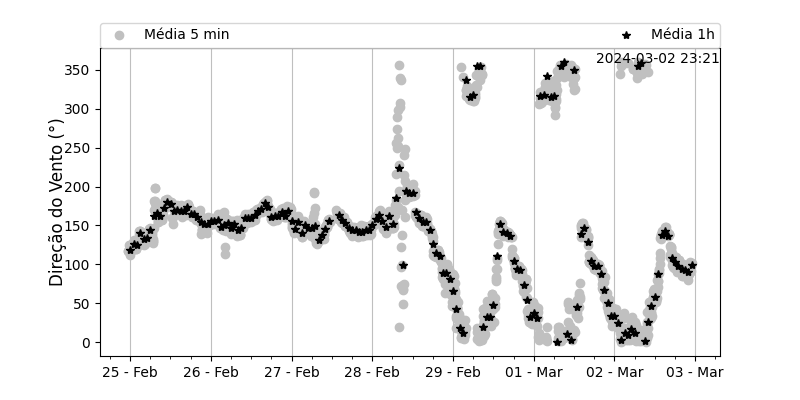 Média 5 min
Média 1h
2024-03-02 23:21
Direção do Vento (°)
350
300
250
200
150
100
50
0
25 - Feb
26 - Feb
27 - Feb
28 - Feb
29 - Feb
01 - Mar
02 - Mar
03 - Mar